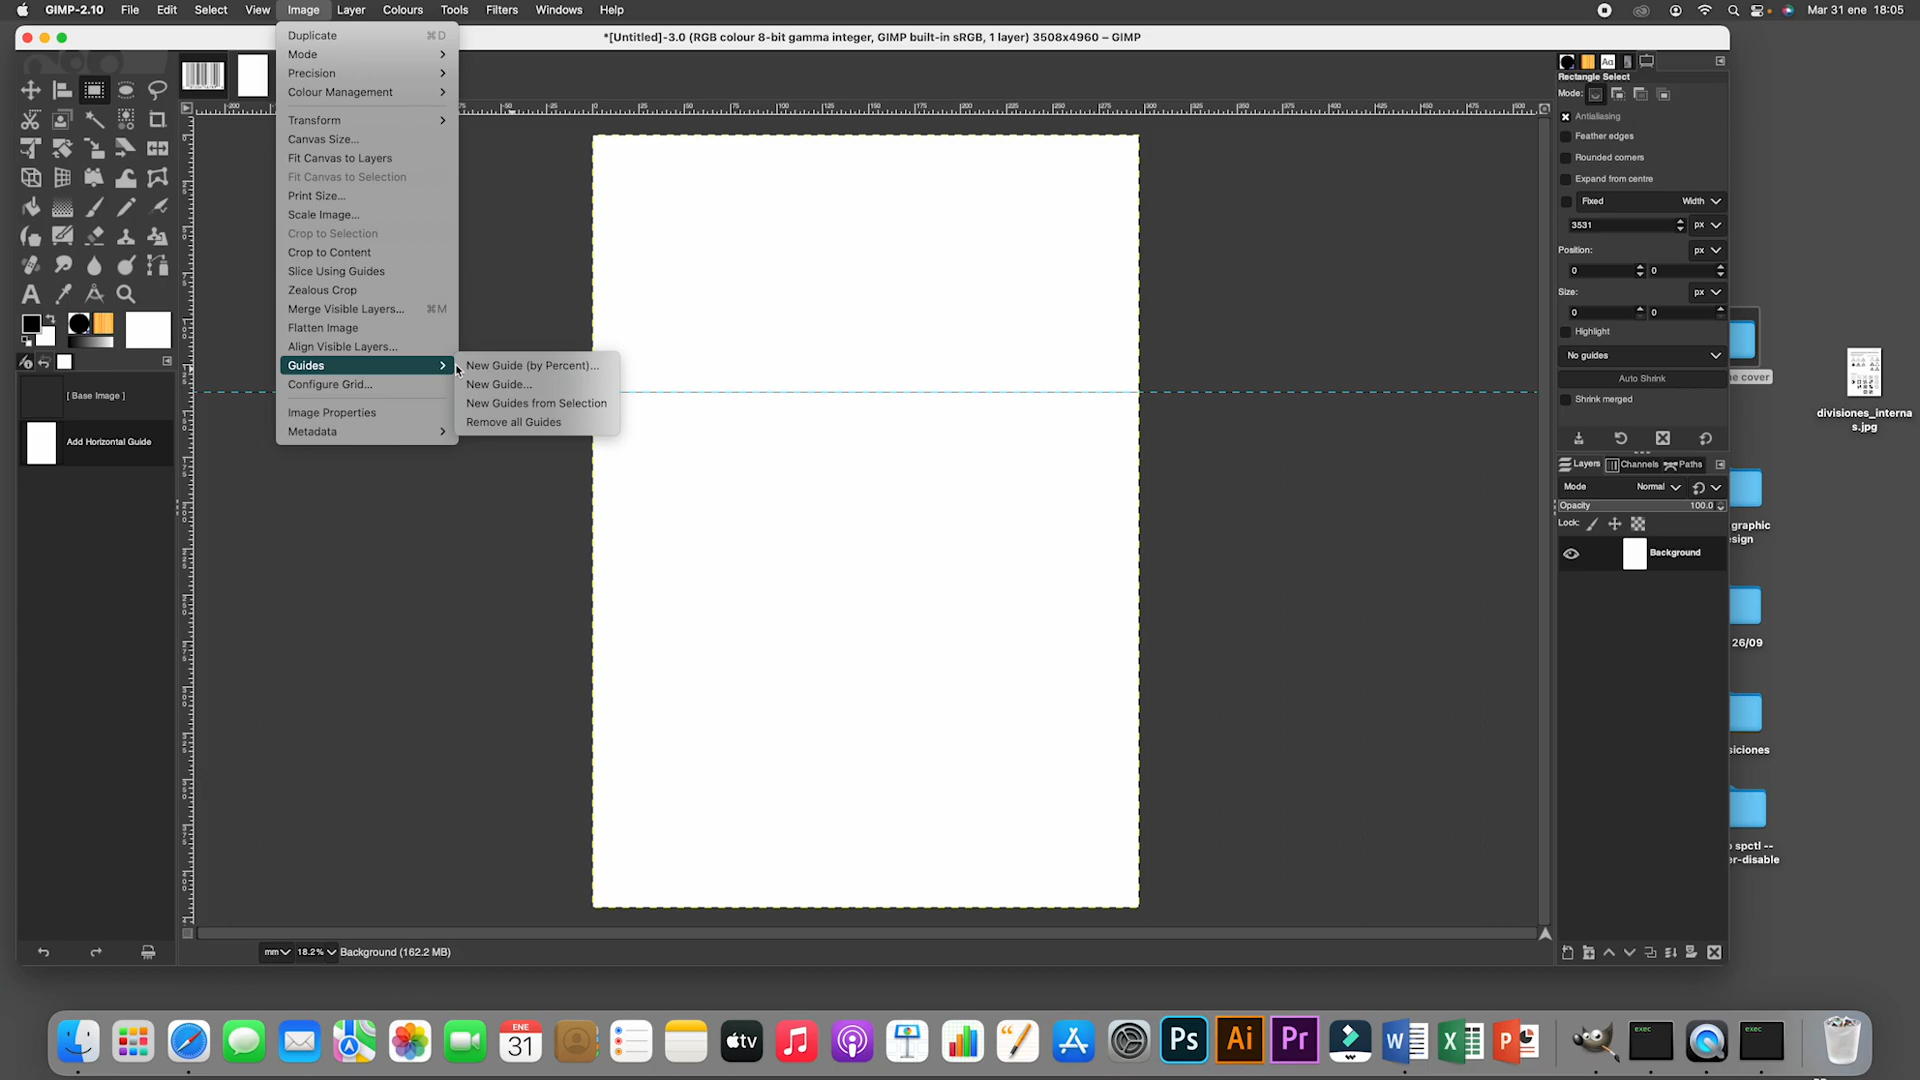 GIMP-2.10 File Edit Select View Image Layer Colours Tools Filters Windows Help Mar 31 ene 18:05
*[Untitled]-3.0 (RGB colour 8-bit gamma integer, GIMP built-in sRGB, 1 layer) 3508x4960 – GIMP
Duplicate ⌘D
Mode
Precision
Colour Management
Transform
Canvas Size...
Fit Canvas to Layers
Fit Canvas to Selection
Print Size...
Scale Image...
Crop to Selection
Crop to Content
Slice Using Guides
Zealous Crop
Merge Visible Layers... ⌘M
Flatten Image
Align Visible Layers...
Guides
Configure Grid...
Image Properties
Metadata
New Guide (by Percent)...
New Guide...
New Guides from Selection
Remove all Guides
[ Base Image ]
Add Horizontal Guide
mm 18.2% Background (162.2 MB)
Rectangle Select
Mode:
Antialiasing
Feather edges
Rounded corners
Expand from centre
Fixed Width
3531 px
Position: px
0 0
Size: px
0 0
Highlight
No guides
Auto Shrink
Shrink merged
Layers Channels Paths
Mode Normal
Opacity 100.0
Lock:
Background
ne cover
divisiones_interna
s.jpg
graphic
sign
26/09
siciones
o spctl --
er-disable
ENE
31
tv
Ps
Ai
Pr
W
X
P
exec
exec